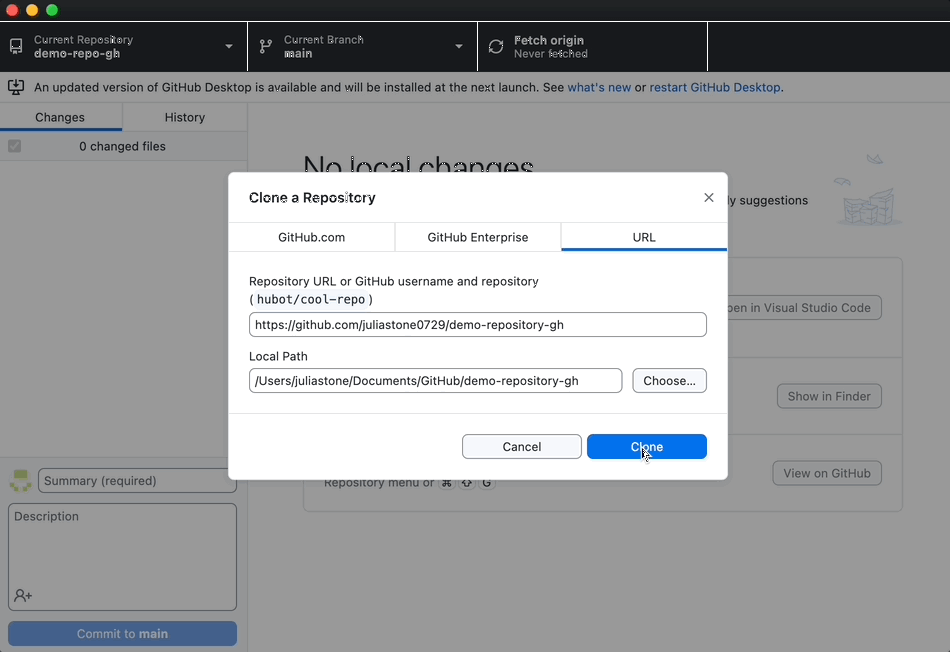 Current Repository
demo-repo-gh
Current Branch
main
Fetch origin
Never fetched
An updated version of GitHub Desktop is available and will be installed at the next launch. See what's new or restart GitHub Desktop.
Changes
History
0 changed files
No local changes
suggestions
Clone a Repository
GitHub.com
GitHub Enterprise
URL
Repository URL or GitHub username and repository
(hubot/cool-repo)
https://github.com/juliastone0729/demo-repository-gh
Local Path
/Users/juliastone/Documents/GitHub/demo-repository-gh
Choose...
Cancel
Clone
in Visual Studio Code
Show in Finder
View on GitHub
Repository menu or ⌘ ⇧ G
Summary (required)
Description
Commit to main